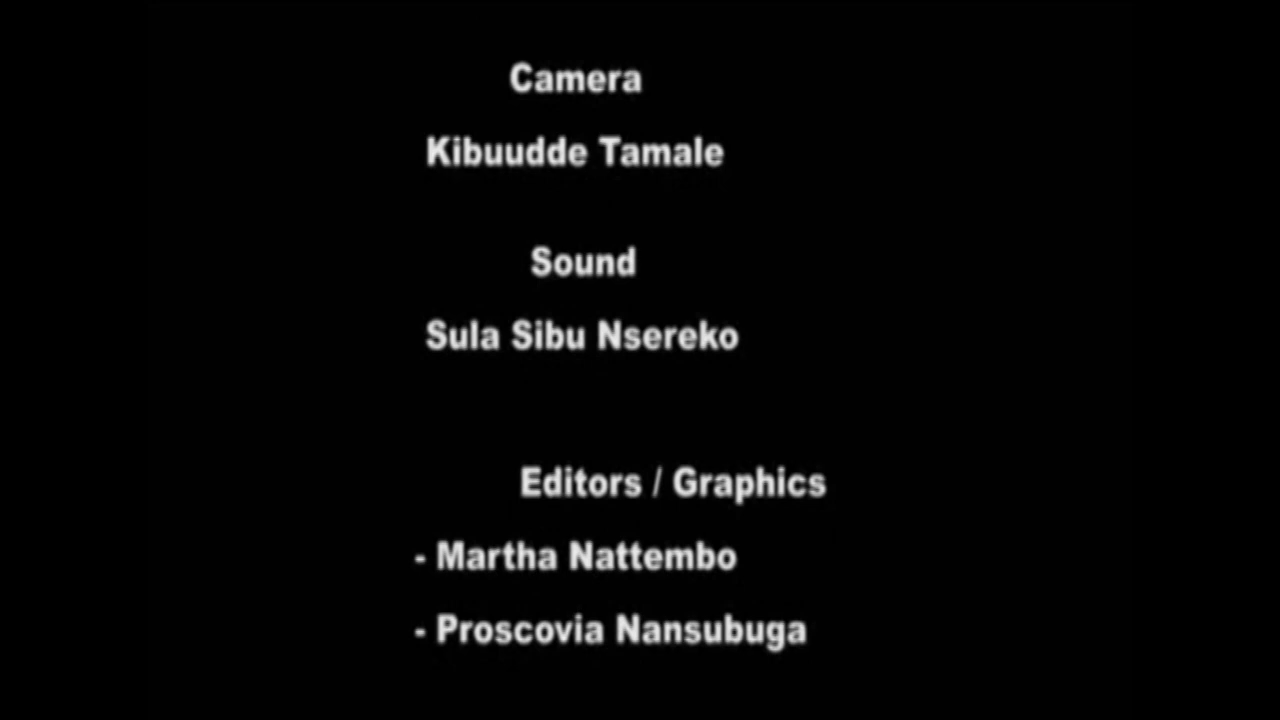 Camera
Kibuudde Tamale
Sound
Sula Sibu Nsereko
Editors / Graphics
- Martha Nattembo
- Proscovia Nansubuga